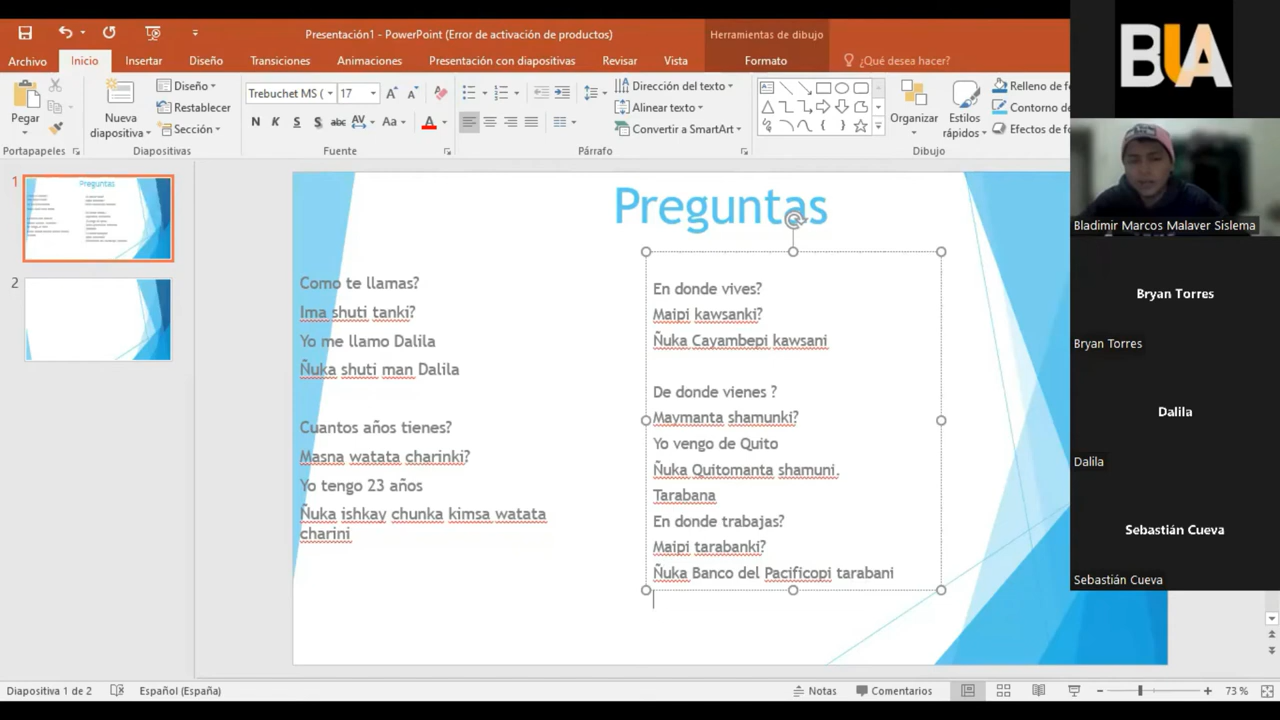 Presentación1 - PowerPoint (Error de activación de productos)
Herramientas de dibujo
Archivo
Inicio
Insertar
Diseño
Transiciones
Animaciones
Presentación con diapositivas
Revisar
Vista
Formato
¿Qué desea hacer?
Pegar
Nueva diapositiva
Diseño
Restablecer
Sección
Trebuchet MS (
17
N K S S abc AV Aa A
Dirección del texto
Alinear texto
Convertir a SmartArt
Organizar
Estilos rápidos
Relleno de f
Contorno de
Efectos de fo
Portapapeles
Diapositivas
Fuente
Párrafo
Dibujo
1
2
Preguntas
Como te llamas?
Ima shuti tanki?
Yo me llamo Dalila
Ñuka shuti man Dalila
Cuantos años tienes?
Masna watata charinki?
Yo tengo 23 años
Ñuka ishkay chunka kimsa watata
charini
En donde vives?
Maipi kawsanki?
Ñuka Cayambepi kawsani
De donde vienes ?
Maymanta shamunki?
Yo vengo de Quito
Ñuka Quitomanta shamuni.
Tarabana
En donde trabajas?
Maipi tarabanki?
Ñuka Banco del Pacificopi tarabani
BUA
Bladimir Marcos Malaver Sislema
Bryan Torres
Bryan Torres
Dalila
Dalila
Sebastián Cueva
Sebastián Cueva
Diapositiva 1 de 2
Español (España)
Notas
Comentarios
73 %